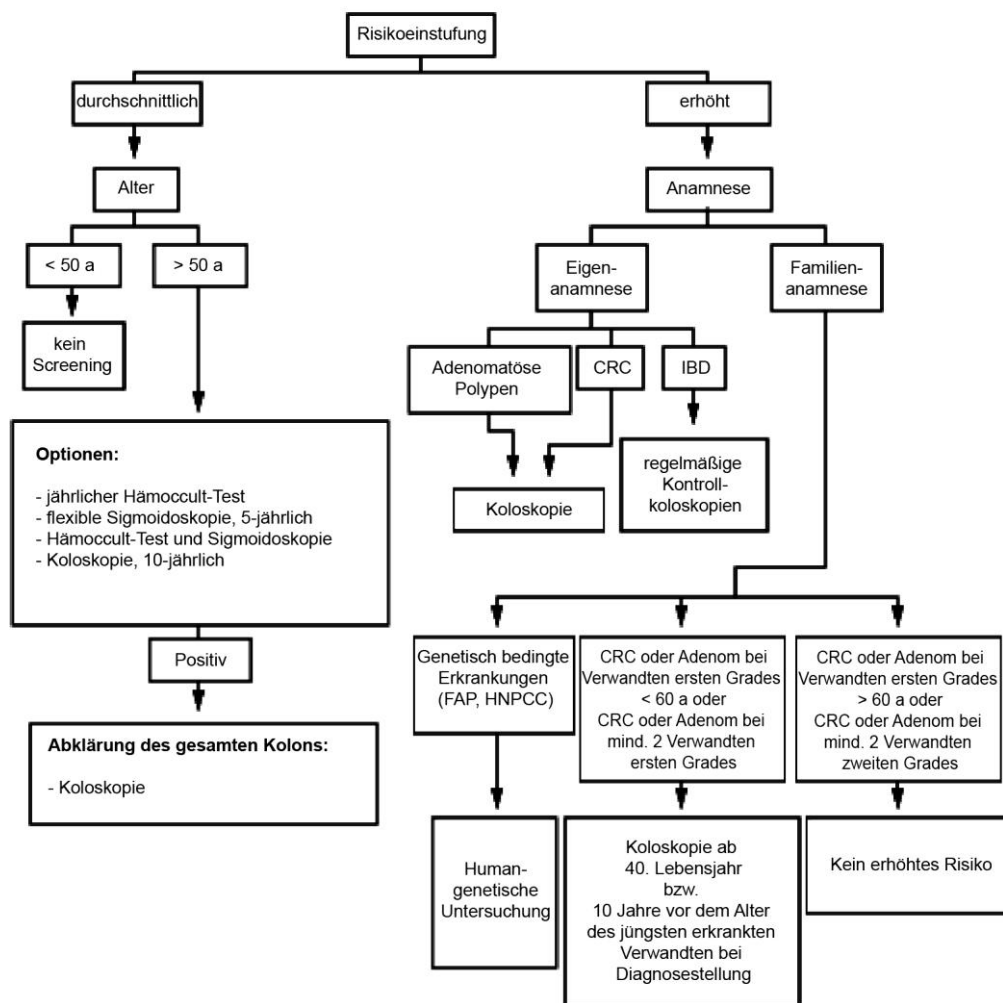 Risikoeinstufung
durchschnittlich
erhöht
Alter
Anamnese
< 50 a
> 50 a
Eigen-
anamnese
Familien-
anamnese
kein
Screening
Adenomatöse
Polypen
CRC
IBD
Optionen:
- jährlicher Hämoccult-Test
- flexible Sigmoidoskopie, 5-jährlich
- Hämoccult-Test und Sigmoidoskopie
- Koloskopie, 10-jährlich
Koloskopie
regelmäßige
Kontroll-
koloskopien
Positiv
Abklärung des gesamten Kolons:
- Koloskopie
Genetisch bedingte
Erkrankungen
(FAP, HNPCC)
CRC oder Adenom bei
Verwandten ersten Grades
< 60 a oder
CRC oder Adenom bei
mind. 2 Verwandten
ersten Grades
CRC oder Adenom bei
Verwandten ersten Grades
> 60 a oder
CRC oder Adenom bei
mind. 2 Verwandten
zweiten Grades
Human-
genetische
Untersuchung
Koloskopie ab
40. Lebensjahr
bzw.
10 Jahre vor dem Alter
des jüngsten erkrankten
Verwandten bei
Diagnosestellung
Kein erhöhtes Risiko